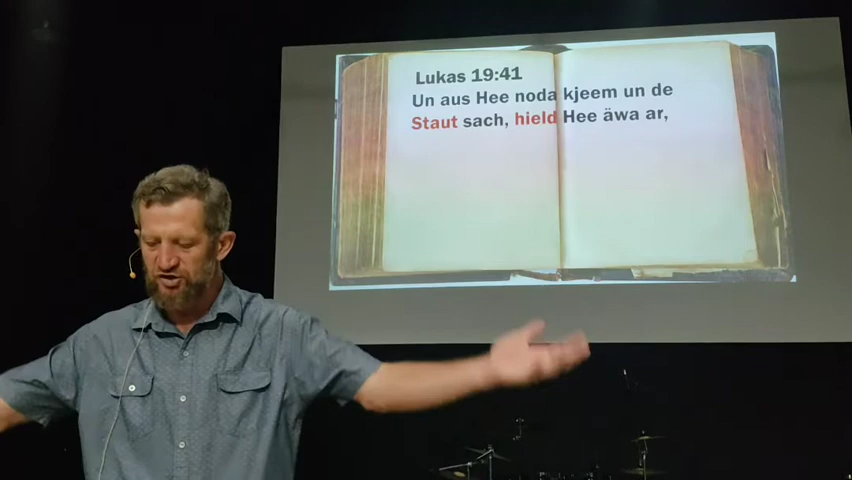 Lukas 19:41
Un aus Hee noda kjeem un de
Staut sach, hield Hee äwa ar,